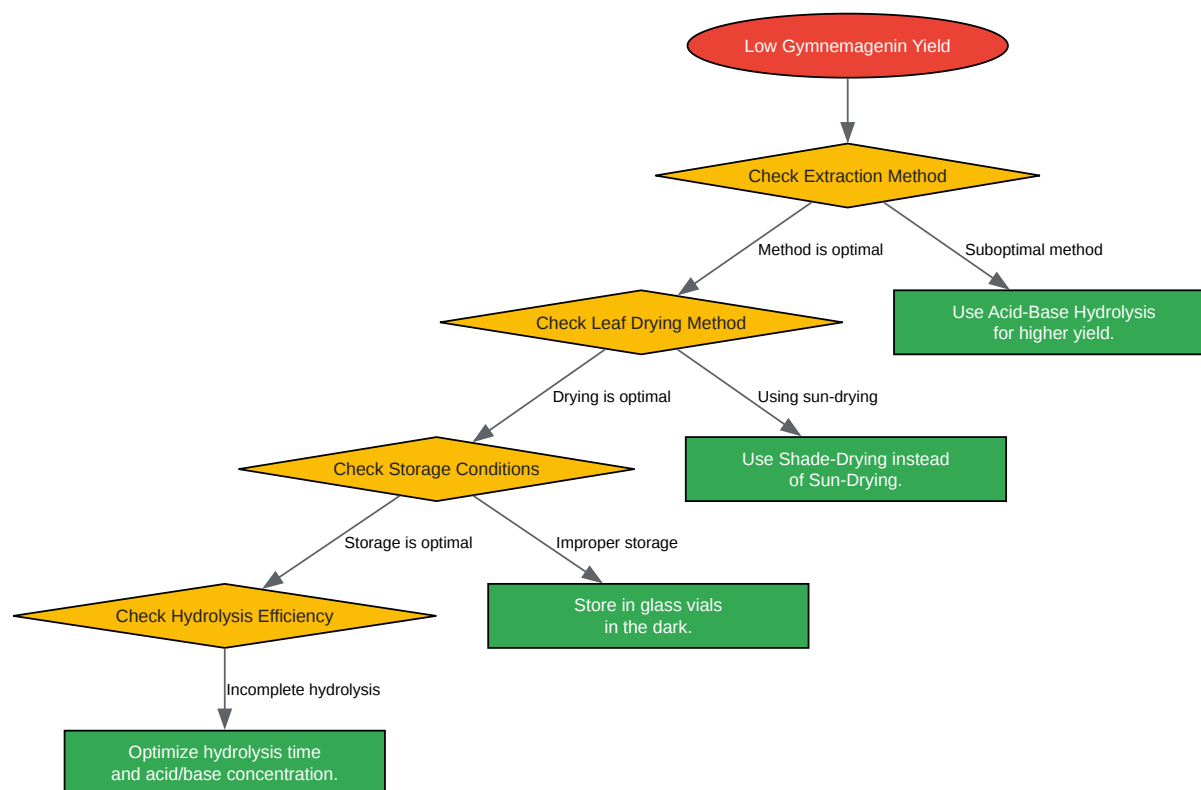 Low Gymnemagenin Yield
Check Extraction Method
Method is optimal
Suboptimal method
Use Acid-Base Hydrolysis
for higher yield.
Check Leaf Drying Method
Drying is optimal
Using sun-drying
Use Shade-Drying instead
of Sun-Drying.
Check Storage Conditions
Storage is optimal
Improper storage
Store in glass vials
in the dark.
Check Hydrolysis Efficiency
Incomplete hydrolysis
Optimize hydrolysis time
and acid/base concentration.